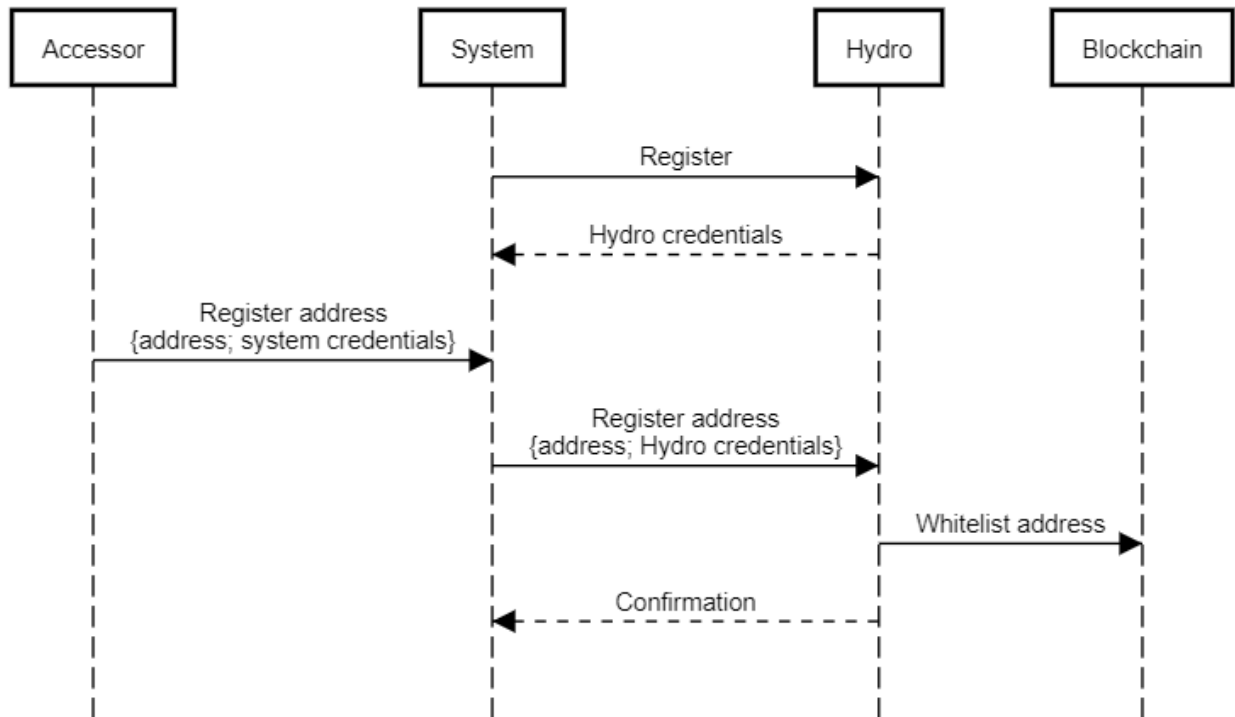 Accessor
System
Hydro
Blockchain
Register
Hydro credentials
Register address
{address; system credentials}
Register address
{address; Hydro credentials}
Whitelist address
Confirmation